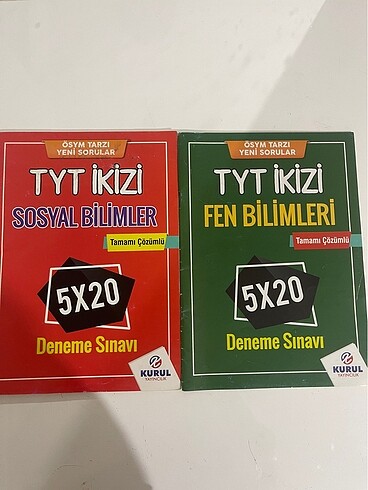 ÖSYM TARZI
YENİ SORULAR
TYT İKİZİ
SOSYAL BİLİMLER
Tamamı Çözümlü
5X20
Deneme Sınavı
KURUL
YAYINCILIK
ÖSYM TARZI
YENİ SORULAR
TYT İKİZİ
FEN BİLİMLERİ
Tamamı Çözümlü
5X20
Deneme Sınavı
KURUL
YAYINCILIK